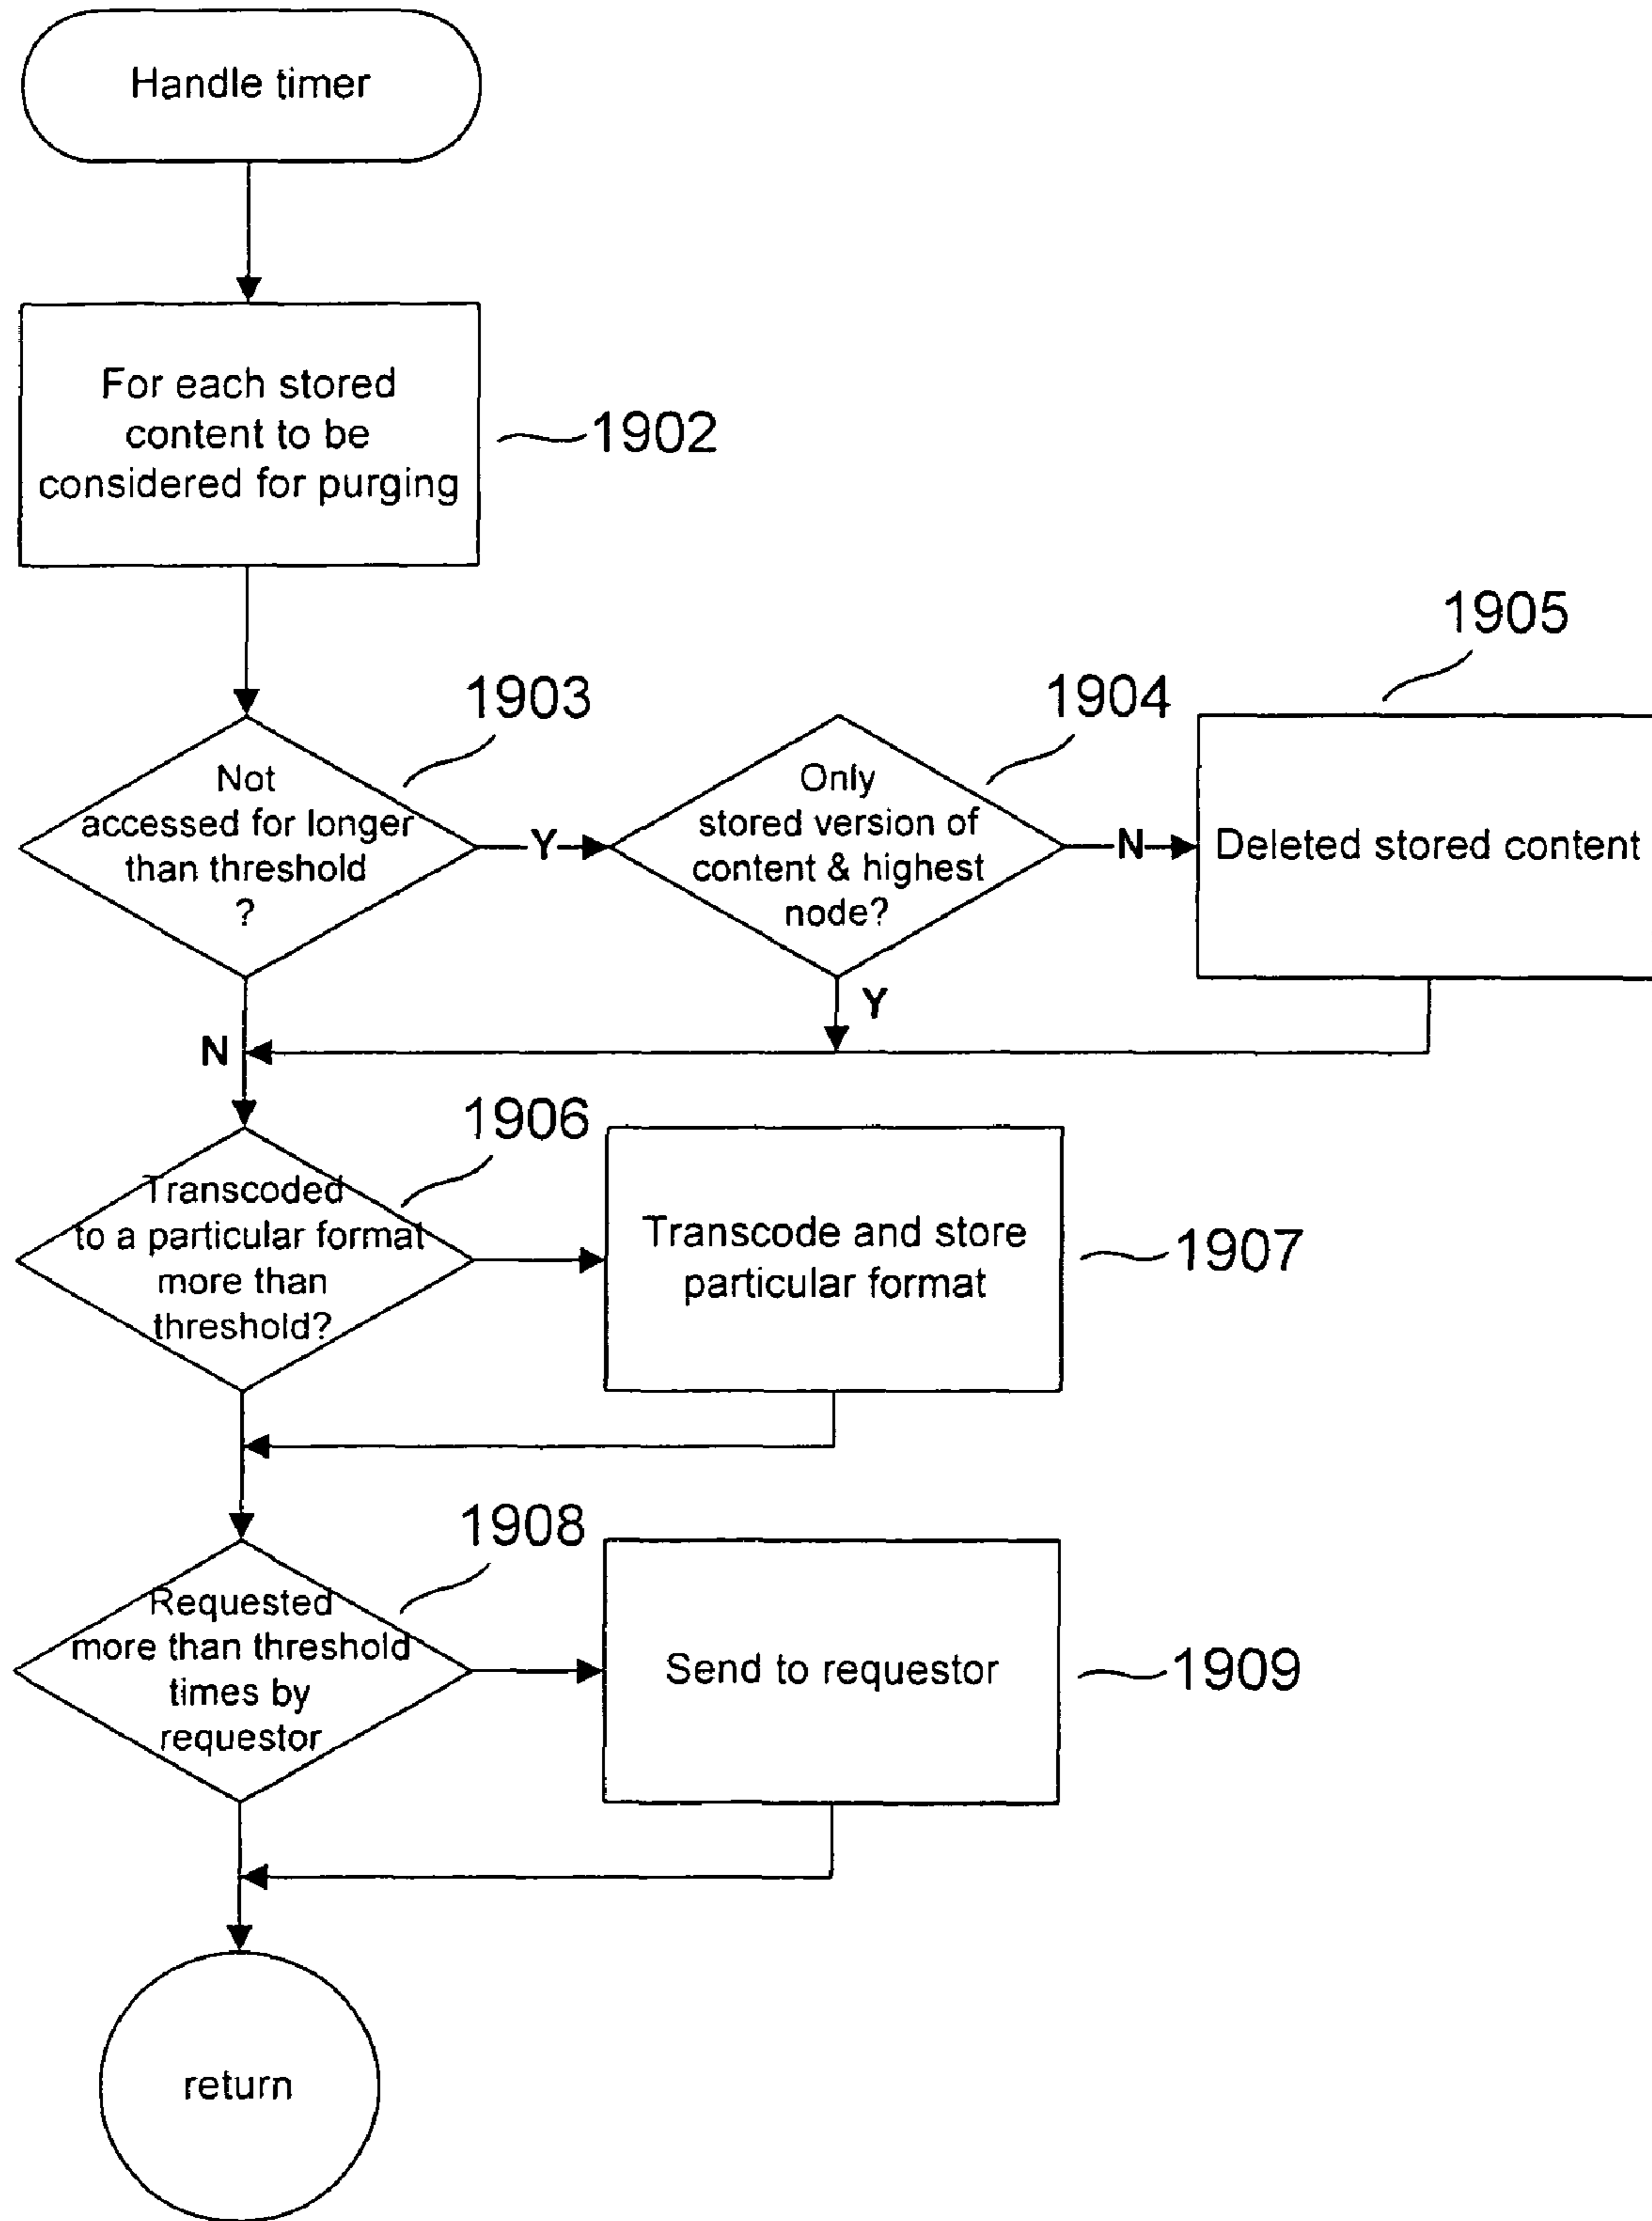 Handle timer
For each stored
content to be
considered for purging
1902
1903
Not
accessed for longer
than threshold
?
Y
1904
Only
stored version of
content & highest
node?
N
1905
Deleted stored content
Y
N
1906
Transcoded
to a particular format
more than
threshold?
Transcode and store
particular format
1907
1908
Requested
more than threshold
times by
requestor
Send to requestor
1909
return